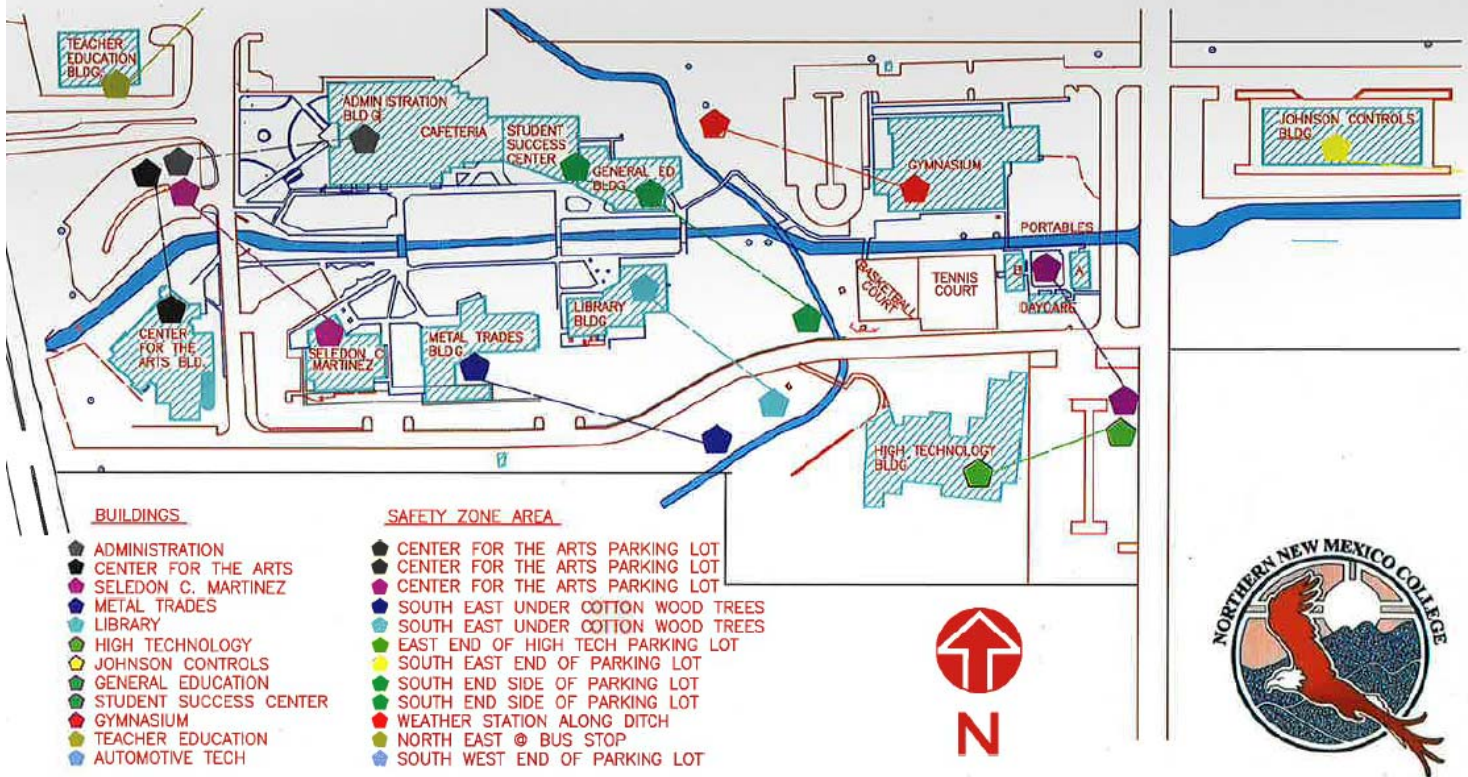 TEACHER
EDUCATION
BLDG.
ADMINISTRATION
BLDG
CAFETERIA
STUDENT
SUCCESS
CENTER
GENERAL ED
BLDG.
GYMNASIUM
JOHNSON CONTROLS
BLDG
PORTABLES
B
A
DAYCARE
BASKETBALL
COURT
TENNIS
COURT
LIBRARY
BLDG
CENTER
FOR THE
ARTS BLD.
SELEDON C
MARTINEZ
METAL TRADES
BLDG
HIGH TECHNOLOGY
BLDG
BUILDINGS
ADMINISTRATION
CENTER FOR THE ARTS
SELEDON C. MARTINEZ
METAL TRADES
LIBRARY
HIGH TECHNOLOGY
JOHNSON CONTROLS
GENERAL EDUCATION
STUDENT SUCCESS CENTER
GYMNASIUM
TEACHER EDUCATION
AUTOMOTIVE TECH
SAFETY ZONE AREA
CENTER FOR THE ARTS PARKING LOT
CENTER FOR THE ARTS PARKING LOT
CENTER FOR THE ARTS PARKING LOT
SOUTH EAST UNDER COTTON WOOD TREES
SOUTH EAST UNDER COTTON WOOD TREES
EAST END OF HIGH TECH PARKING LOT
SOUTH EAST END OF PARKING LOT
SOUTH END SIDE OF PARKING LOT
SOUTH END SIDE OF PARKING LOT
WEATHER STATION ALONG DITCH
NORTH EAST @ BUS STOP
SOUTH WEST END OF PARKING LOT
N
NORTHERN NEW MEXICO COLLEGE